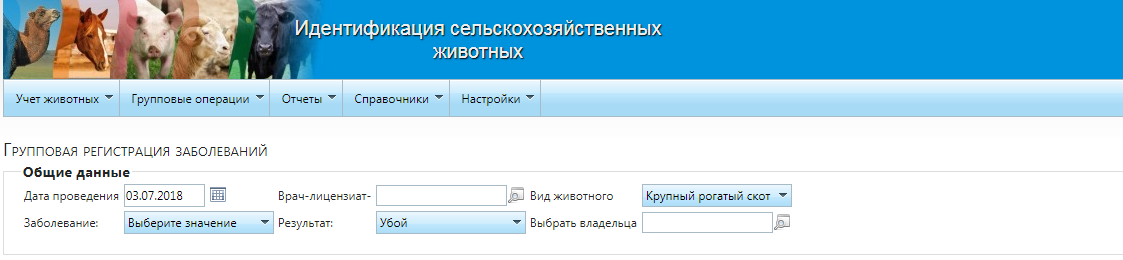 Идентификация сельскохозяйственных
животных
Учет животных Групповые операции Отчеты Справочники Настройки
Групповая регистрация заболеваний
Общие данные
Дата проведения 03.07.2018 Врач-лицензиат- Вид животного Крупный рогатый скот
Заболевание: Выберите значение Результат: Убой Выбрать владельца